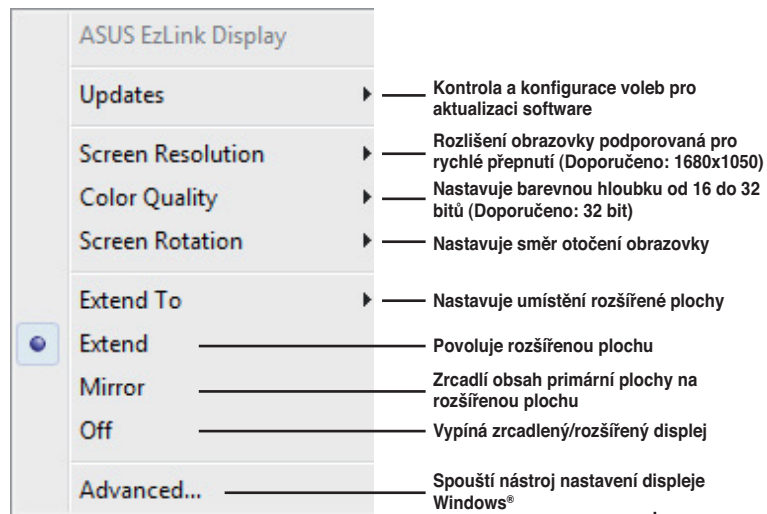 ASUS EzLink Display
Updates
Kontrola a konfigurace voleb pro
aktualizaci software
Screen Resolution
Rozlišení obrazovky podporovaná pro
rychlé přepnutí (Doporučeno: 1680x1050)
Color Quality
Nastavuje barevnou hloubku od 16 do 32
bitů (Doporučeno: 32 bit)
Screen Rotation
Nastavuje směr otočení obrazovky
Extend To
Nastavuje umístění rozšířené plochy
Extend
Povoluje rozšířenou plochu
Mirror
Zrcadlí obsah primární plochy na
rozšířenou plochu
Off
Vypíná zrcadlený/rozšířený displej
Advanced...
Spouští nástroj nastavení displeje
Windows®